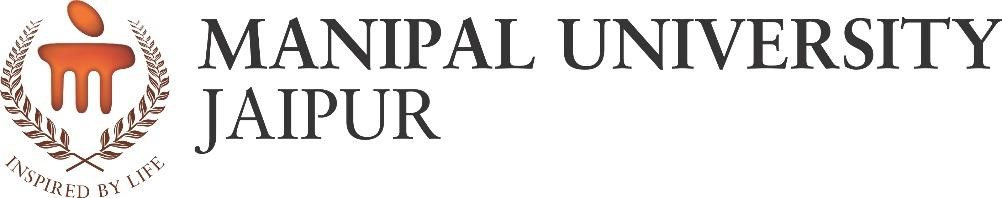 MANIPAL UNIVERSITY
JAIPUR
INSPIRED BY LIFE